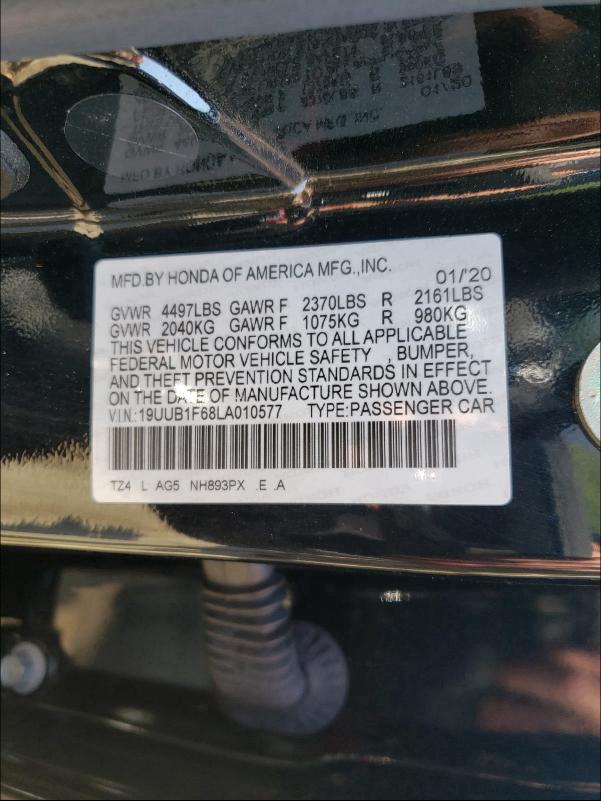 MFD.BY HONDA OF AMERICA MFG.,INC. 01/'20
GVWR 4497LBS GAWR F 2370LBS R 2161LBS
GVWR 2040KG GAWR F 1075KG R 980KG
THIS VEHICLE CONFORMS TO ALL APPLICABLE
FEDERAL MOTOR VEHICLE SAFETY , BUMPER,
AND THEFT PREVENTION STANDARDS IN EFFECT
ON THE DATE OF MANUFACTURE SHOWN ABOVE.
V.I.N.:19UUB1F68LA010577 TYPE:PASSENGER CAR
TZ4 L AG5 NH893PX .E .A